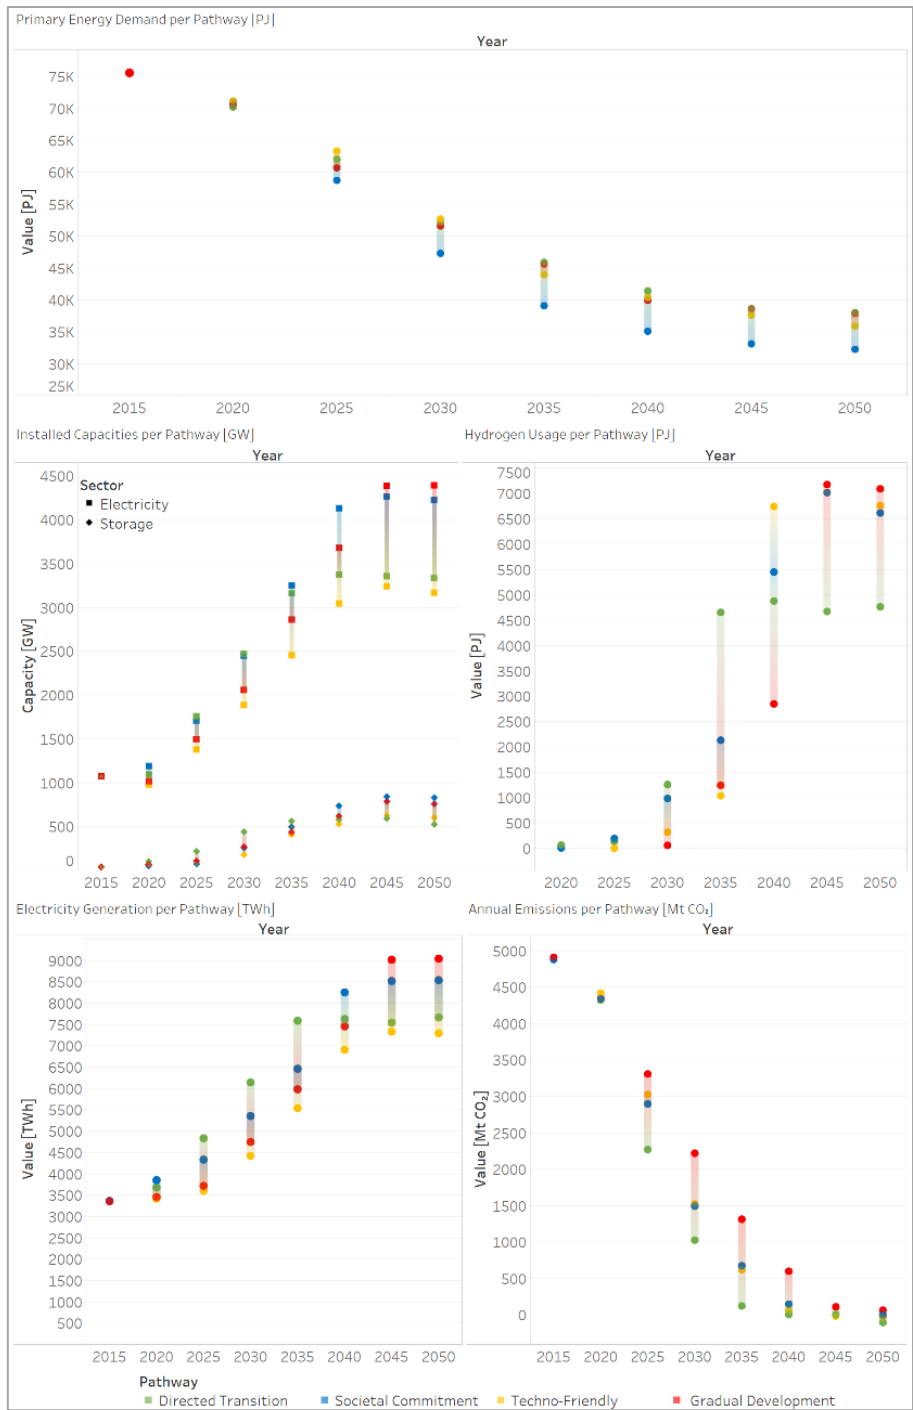 Primary Energy Demand per Pathway [PJ]
Year
Value [PJ]
75K
70K
65K
60K
55K
50K
45K
40K
35K
30K
25K
2015 2020 2025 2030 2035 2040 2045 2050
Installed Capacities per Pathway [GW]
Year
Sector
Electricity
Storage
Capacity [GW]
4500
4000
3500
3000
2500
2000
1500
1000
500
0
2015 2020 2025 2030 2035 2040 2045 2050
Hydrogen Usage per Pathway [PJ]
Year
Value [PJ]
7500
7000
6500
6000
5500
5000
4500
4000
3500
3000
2500
2000
1500
1000
500
0
2020 2025 2030 2035 2040 2045 2050
Electricity Generation per Pathway [TWh]
Year
Value [TWh]
9000
8500
8000
7500
7000
6500
6000
5500
5000
4500
4000
3500
3000
2500
2000
1500
1000
500
2015 2020 2025 2030 2035 2040 2045 2050
Annual Emissions per Pathway [Mt CO₂]
Year
Value [Mt CO₂]
5000
4500
4000
3500
3000
2500
2000
1500
1000
500
0
2015 2020 2025 2030 2035 2040 2045 2050
Pathway
Directed Transition Societal Commitment Techno-Friendly Gradual Development